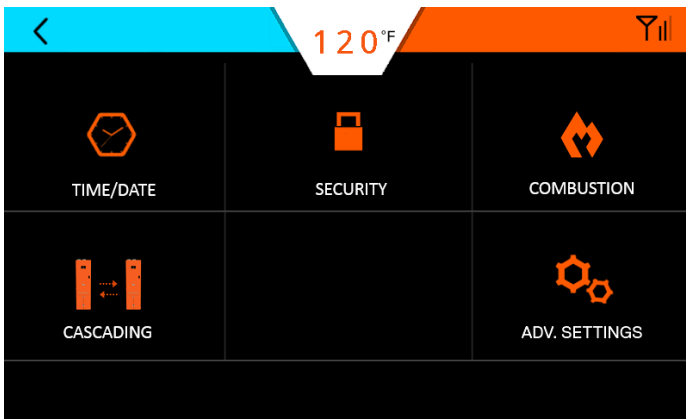 120°F
TIME/DATE
SECURITY
COMBUSTION
CASCADING
ADV. SETTINGS